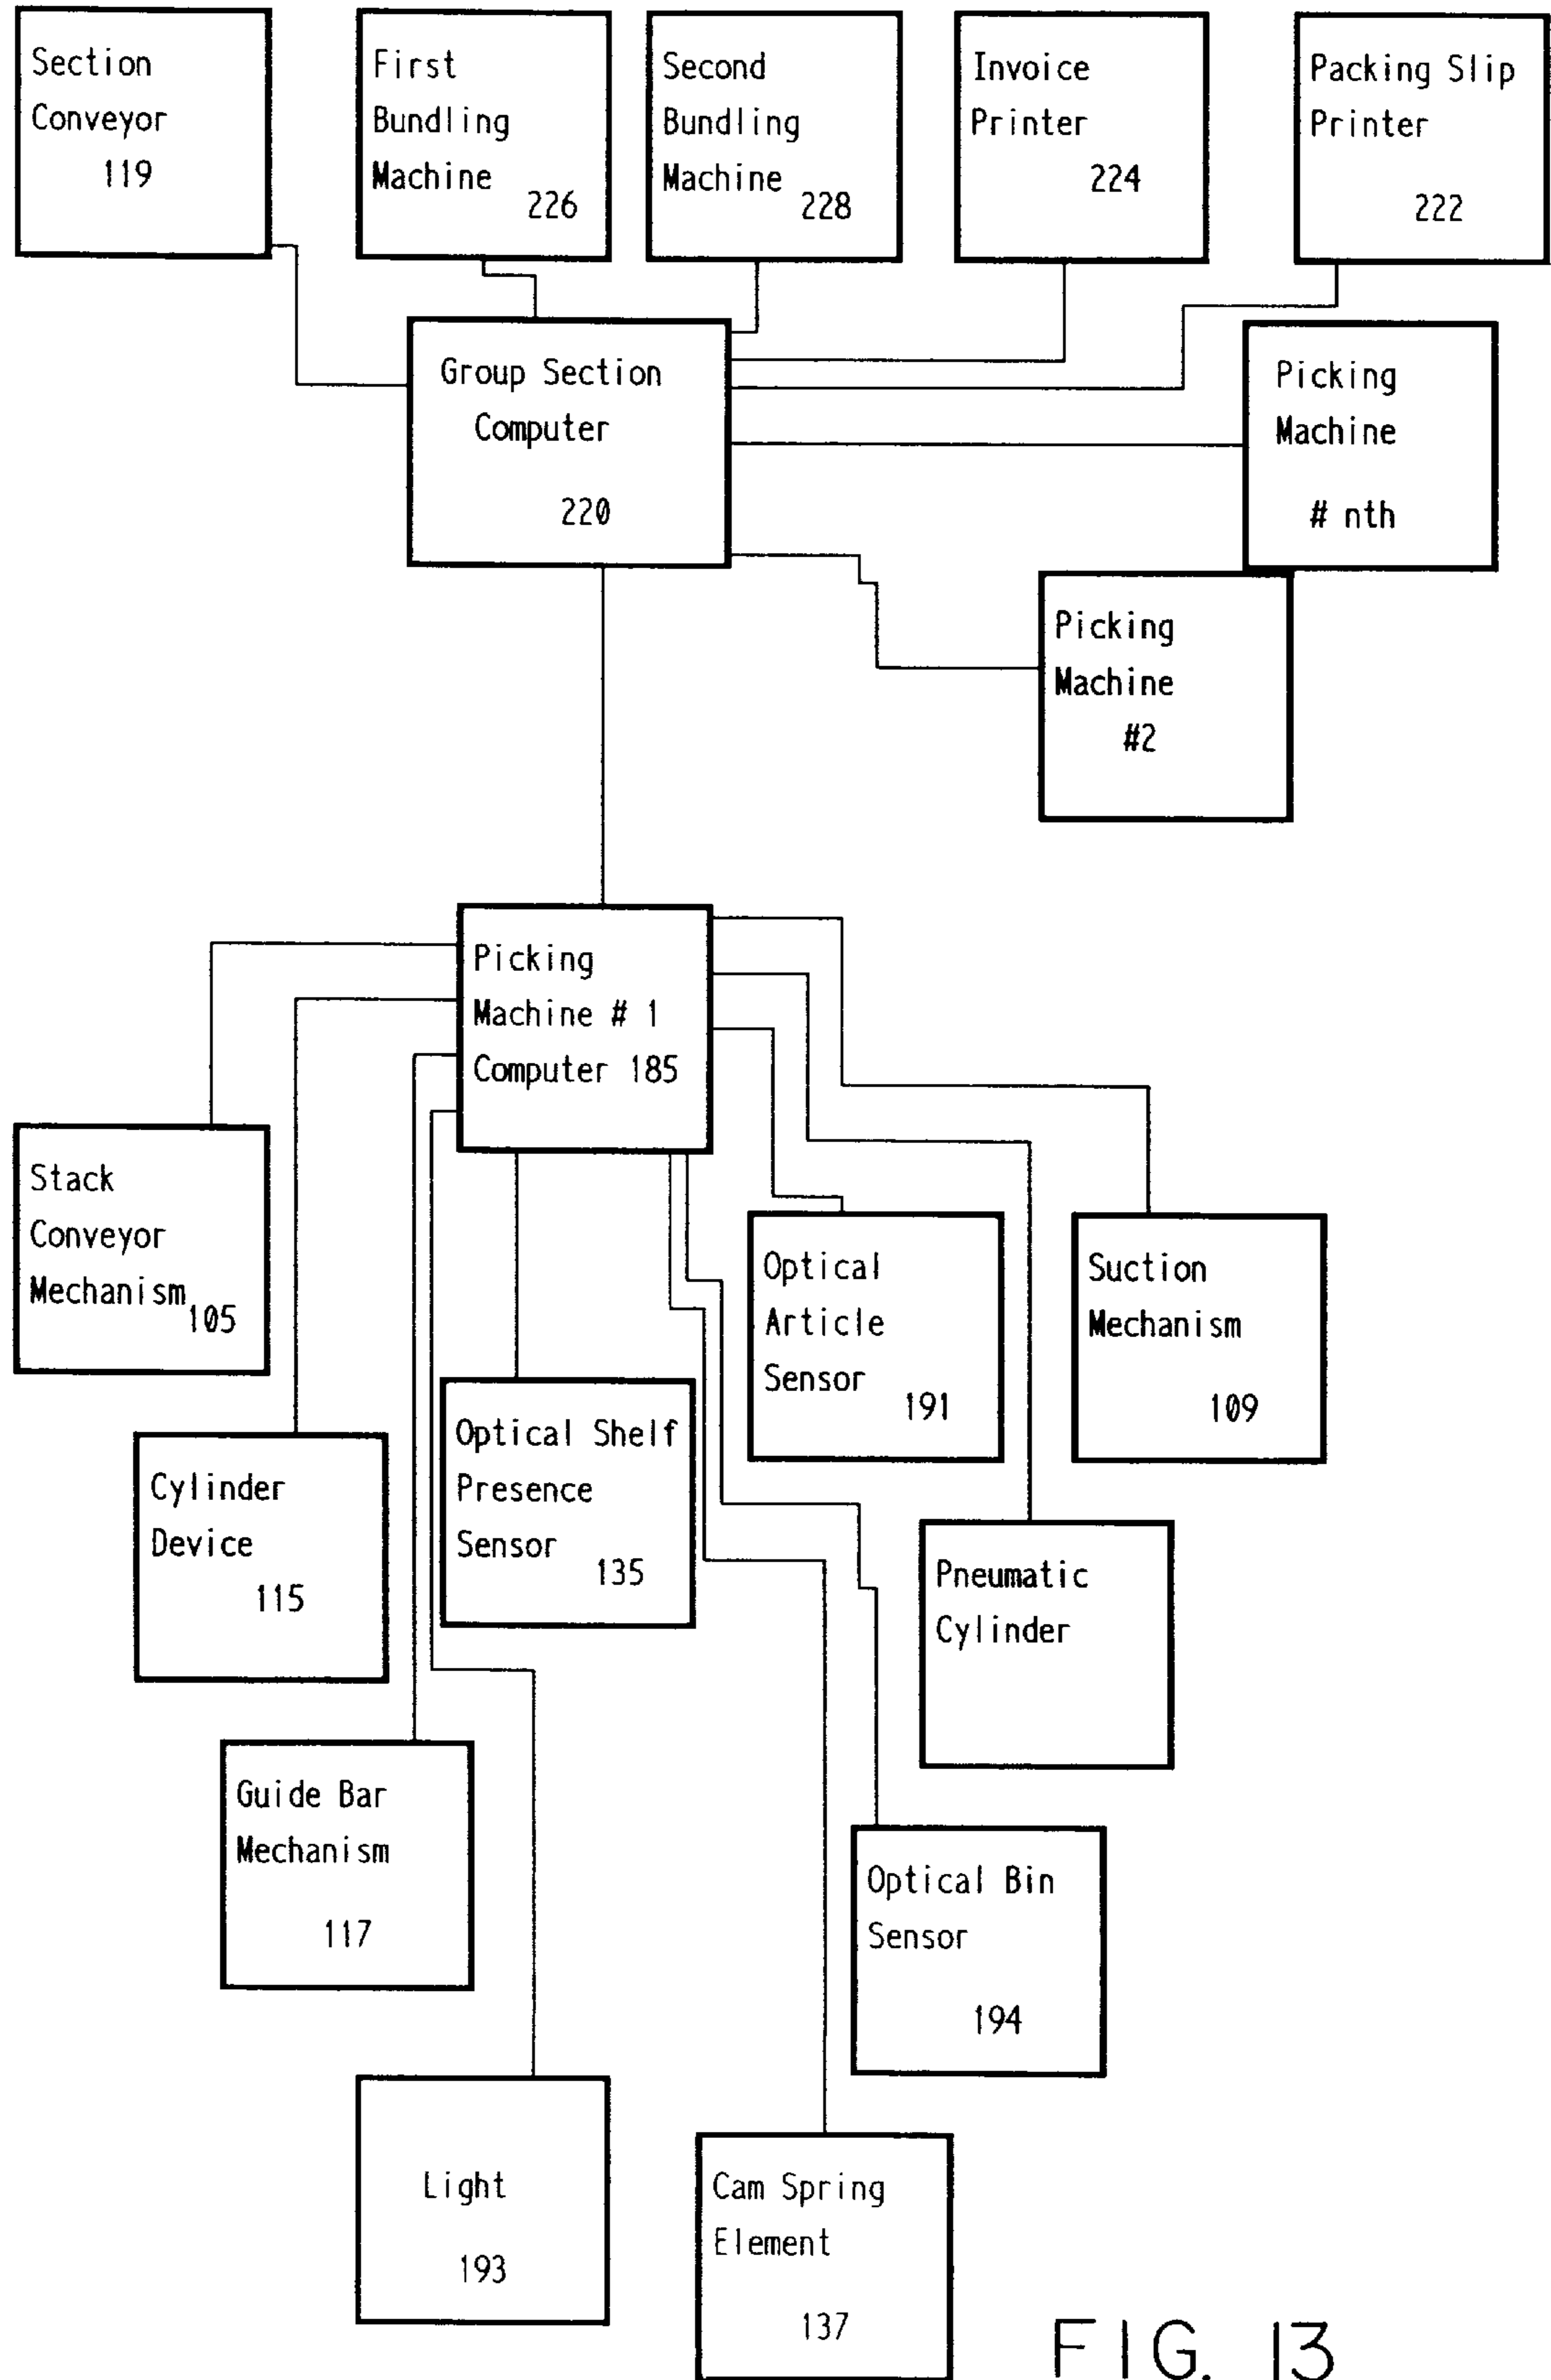 Section
Conveyor
119
First
Bundling
Machine
226
Second
Bundling
Machine
228
Invoice
Printer
224
Packing Slip
Printer
222
Group Section
Computer
220
Picking
Machine
# nth
Picking
Machine
#2
Picking
Machine # 1
Computer 185
Stack
Conveyor
Mechanism
105
Optical
Article
Sensor
191
Suction
Mechanism
109
Cylinder
Device
115
Optical Shelf
Presence
Sensor
135
Pneumatic
Cylinder
Guide Bar
Mechanism
117
Optical Bin
Sensor
194
Light
193
Cam Spring
Element
137
FIG. 13